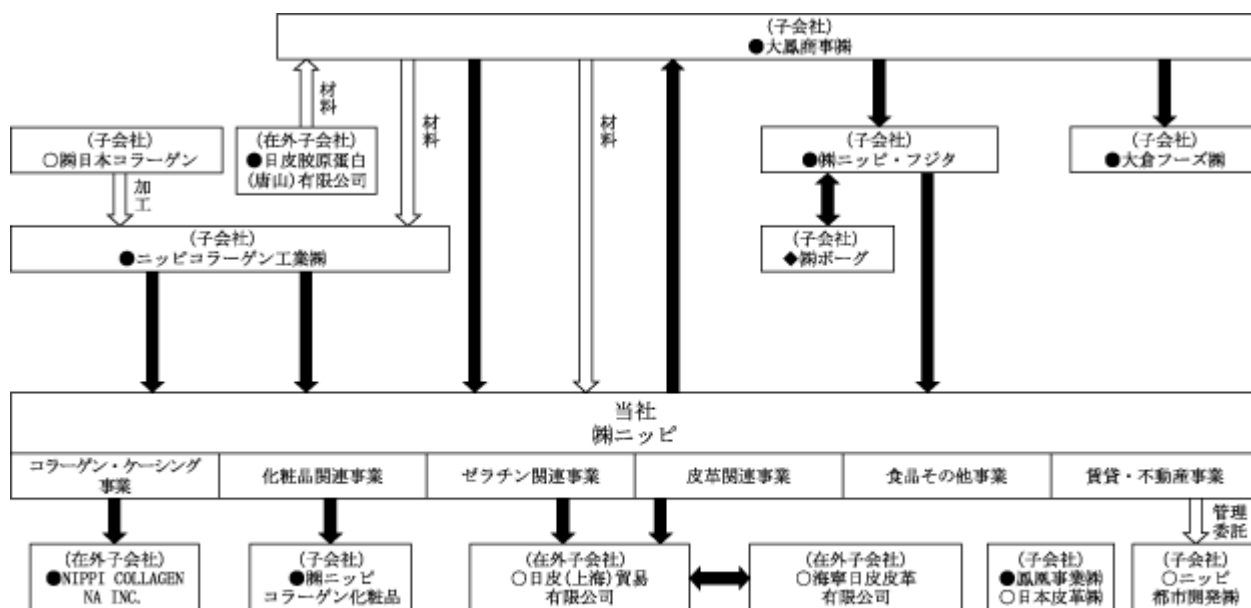 (子会社)
●大鳳商事㈱
材料
材料
材料
(子会社)
○㈱日本コラーゲン
(在外子会社)
●日皮胶原蛋白
(唐山)有限公司
(子会社)
●㈱ニッピ・フジタ
(子会社)
●大倉フーズ㈱
加工
(子会社)
●ニッピコラーゲン工業㈱
(子会社)
◆㈱ボーグ
当社
㈱ニッピ
コラーゲン・ケーシング
事業
化粧品関連事業
ゼラチン関連事業
皮革関連事業
食品その他事業
賃貸・不動産事業
管理
委託
(在外子会社)
●NIPPI COLLAGEN
NA INC.
(子会社)
●㈱ニッピ
コラーゲン化粧品
(在外子会社)
○日皮(上海)貿易
有限公司
(在外子会社)
○海寧日皮皮革
有限公司
(子会社)
●鳳凰事業㈱
○日本皮革㈱
(子会社)
○ニッピ
都市開発㈱